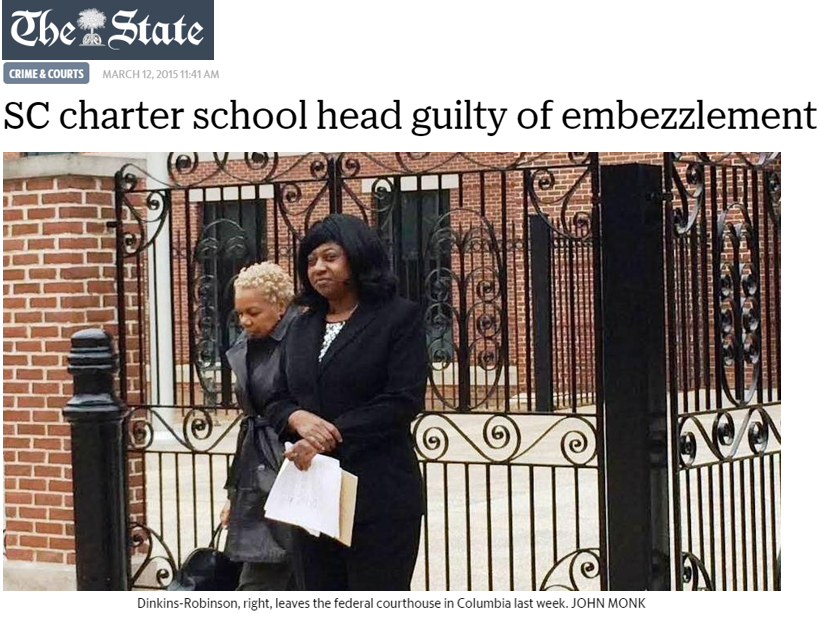 The State
CRIME & COURTS MARCH 12, 2015 11:41 AM
SC charter school head guilty of embezzlement
Dinkins-Robinson, right, leaves the federal courthouse in Columbia last week. JOHN MONK